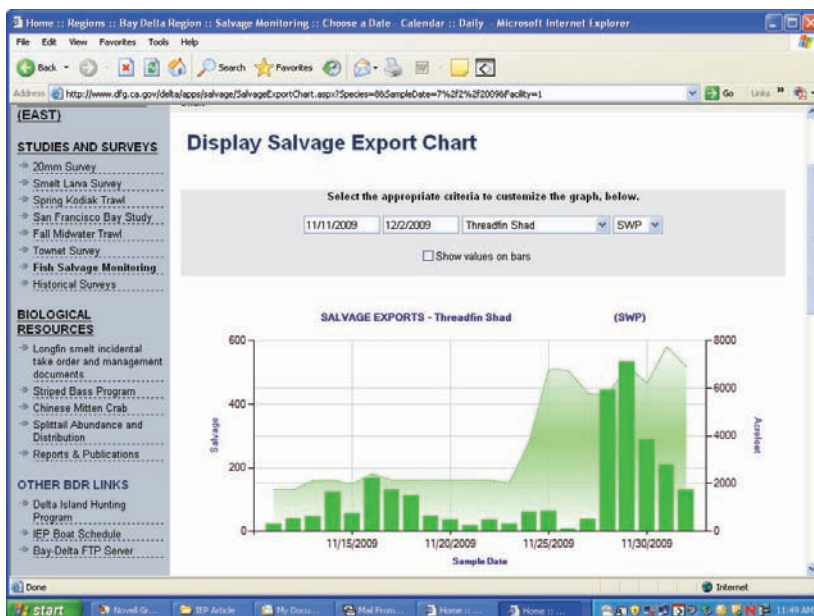 Home :: Regions :: Bay Delta Region :: Salvage Monitoring :: Choose a Date - Calendar :: Daily - Microsoft Internet Explorer
File Edit View Favorites Tools Help
Back Search Favorites
Address http://www.dfg.ca.gov/delta/apps/salvage/SalvageExportChart.aspx?Species=8&SampleDate=7%2f2%2f2009&Facility=1 Go Links
(EAST)
STUDIES AND SURVEYS
20mm Survey
Smelt Larva Survey
Spring Kodiak Trawl
San Francisco Bay Study
Fall Midwater Trawl
Townet Survey
Fish Salvage Monitoring
Historical Surveys
BIOLOGICAL
RESOURCES
Longfin smelt incidental
take order and management
documents
Striped Bass Program
Chinese Mitten Crab
Splittail Abundance and
Distribution
Reports & Publications
OTHER BDR LINKS
Delta Island Hunting
Program
IEP Boat Schedule
Bay-Delta FTP Server
Display Salvage Export Chart
Select the appropriate criteria to customize the graph, below.
11/11/2009 12/2/2009 Threadfin Shad SWP
Show values on bars
SALVAGE EXPORTS - Threadfin Shad (SWP)
600
400
200
0
Salvage
8000
6000
4000
2000
0
Acrefeet
11/15/2009 11/20/2009 11/25/2009 11/30/2009
Sample Date
Done Internet
start Novell Gr... IEP Article My Docu... Mail From... Home :: ... Home :: ... 11:49 AM